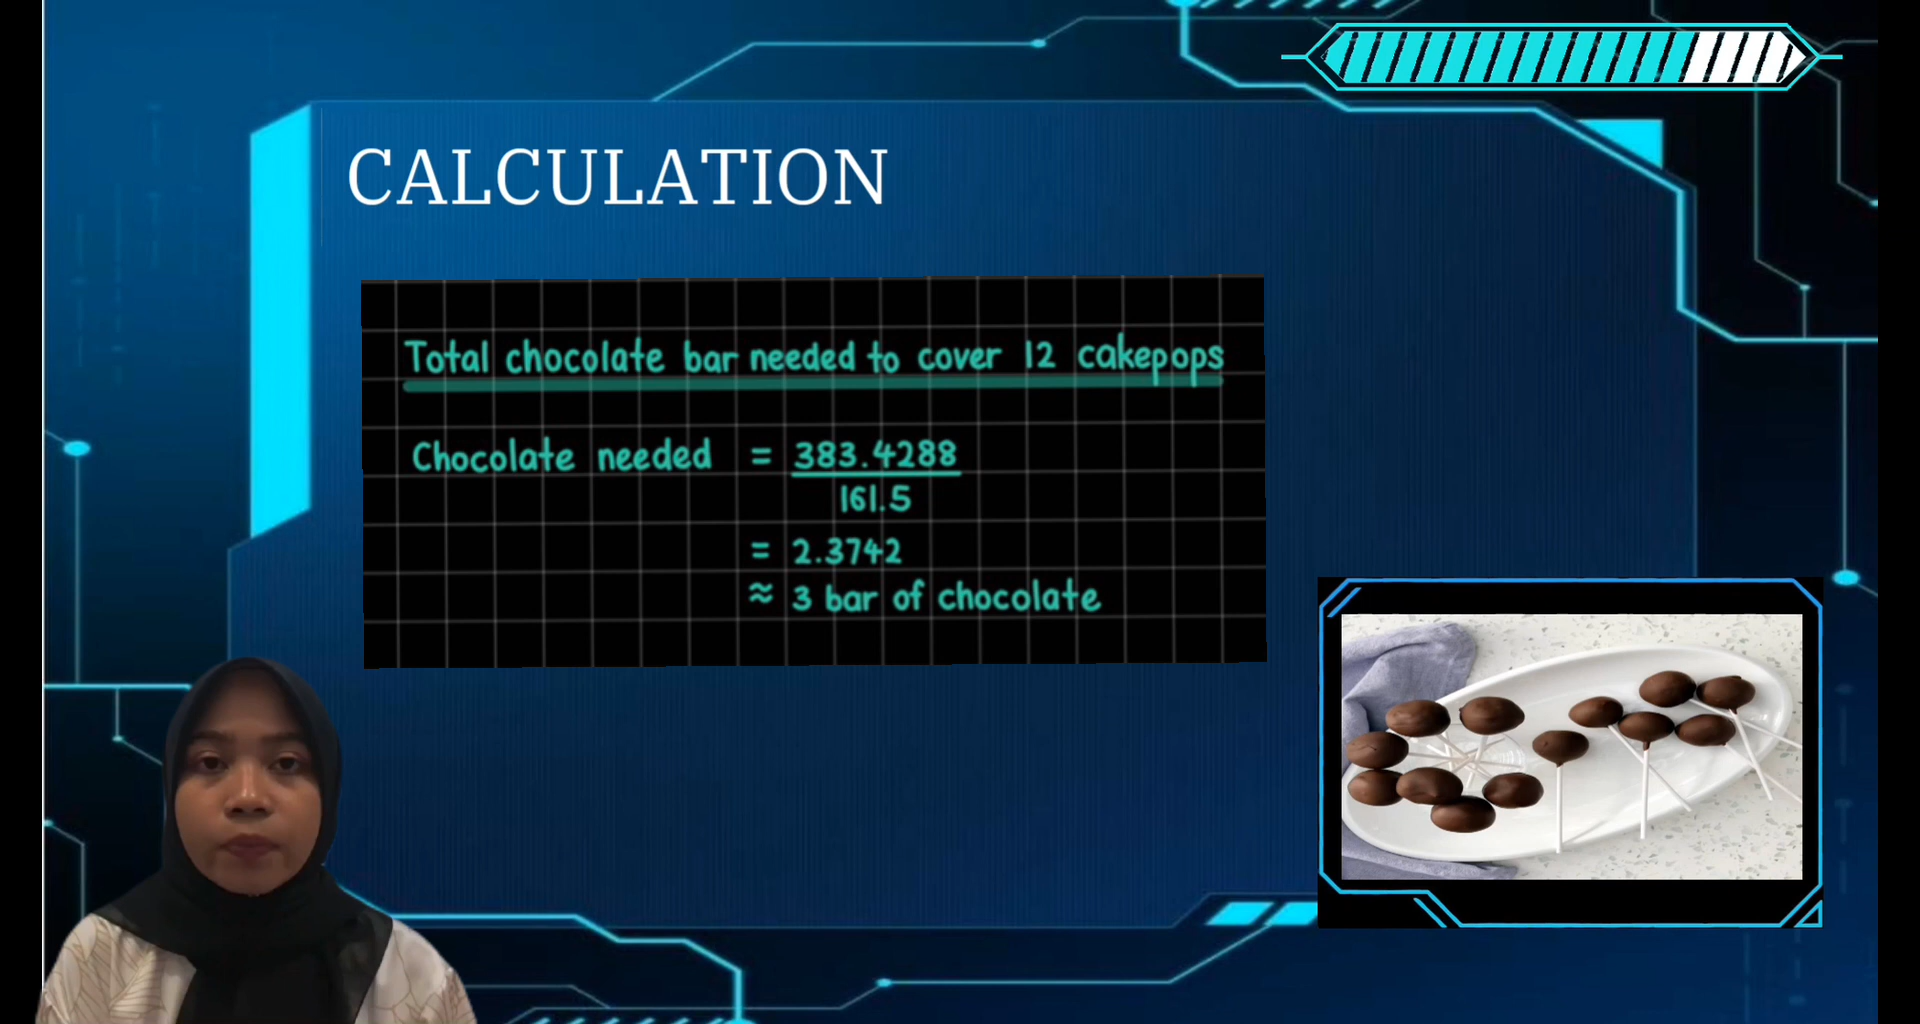 CALCULATION
Total chocolate bar needed to cover 12 cakepops
Chocolate needed = 383.4288
161.5
= 2.3742
≈ 3 bar of chocolate